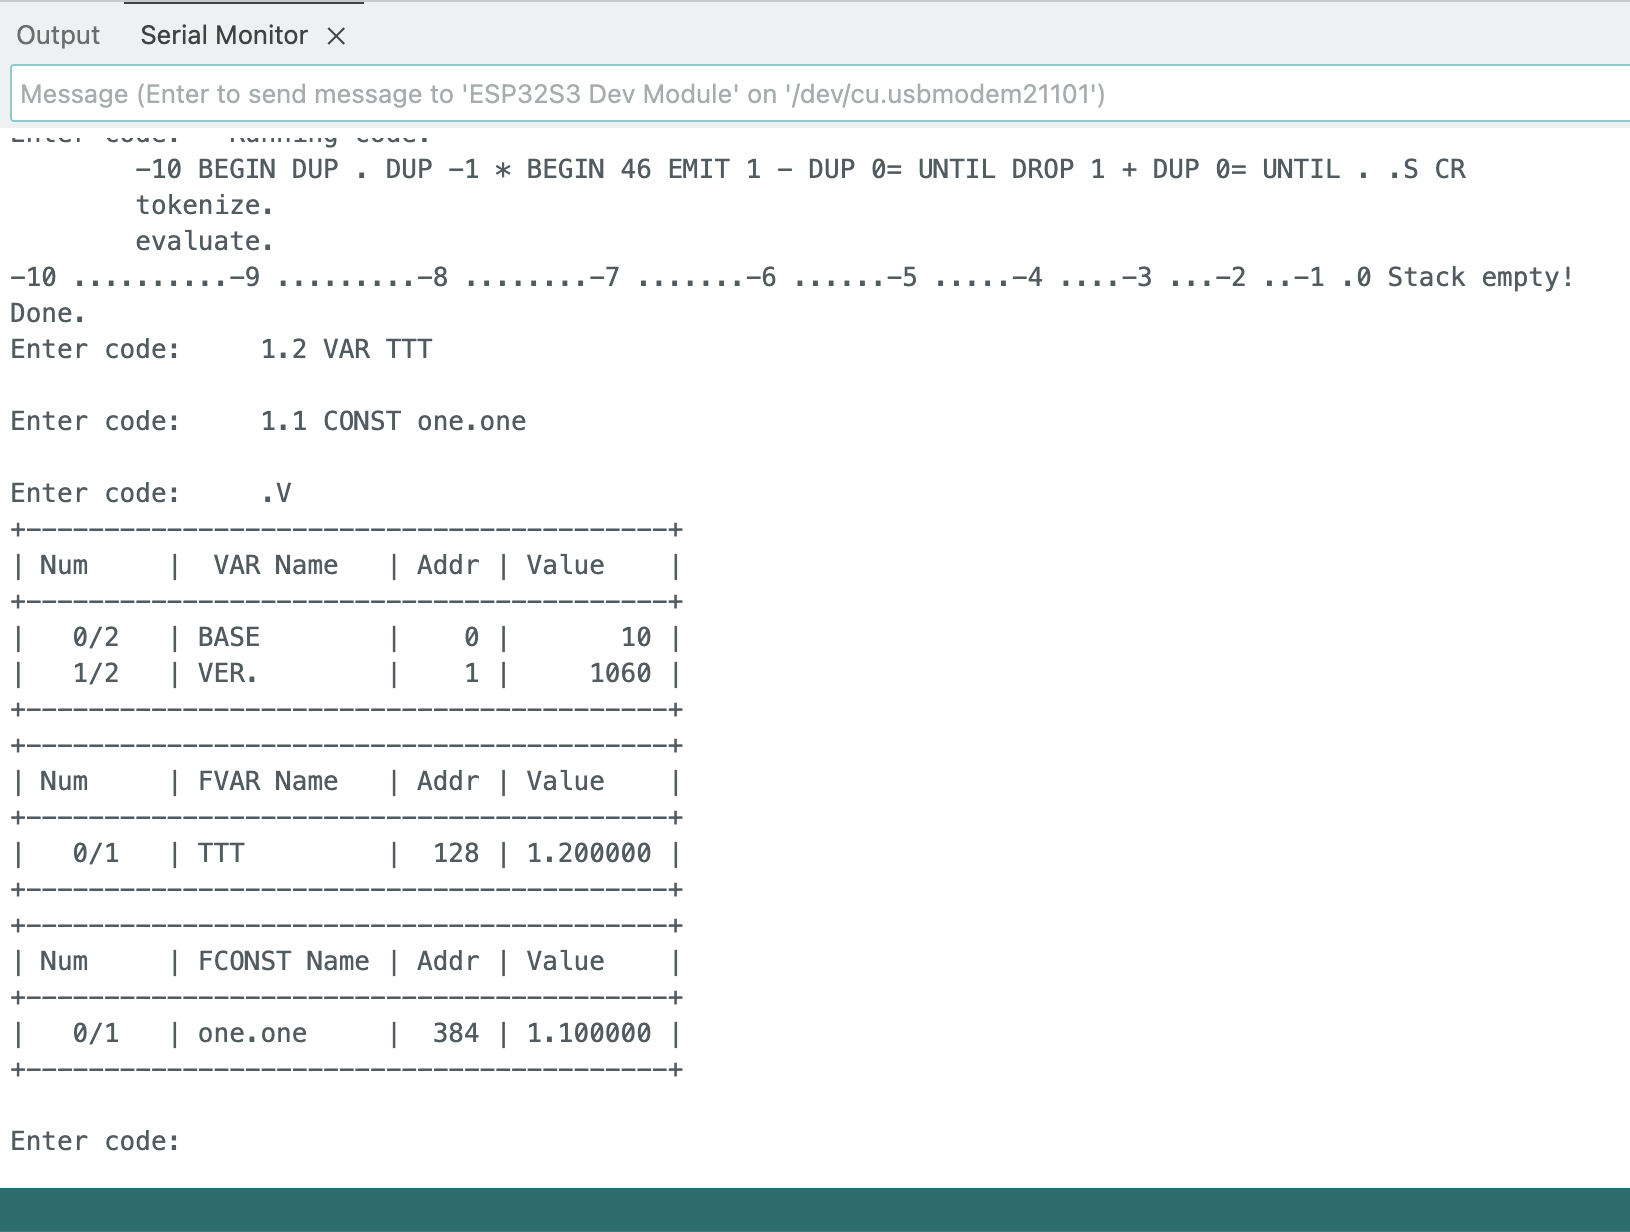 Output Serial Monitor ×
Message (Enter to send message to 'ESP32S3 Dev Module' on '/dev/cu.usbmodem21101')
Enter code: Running code.
-10 BEGIN DUP . DUP -1 * BEGIN 46 EMIT 1 - DUP 0= UNTIL DROP 1 + DUP 0= UNTIL . .S CR
tokenize.
evaluate.
-10 ..........-9 .........-8 ........-7 .......-6 ......-5 .....-4 ....-3 ...-2 ..-1 .0 Stack empty!
Done.
Enter code:     1.2 VAR TTT
Enter code:     1.1 CONST one.one
Enter code:     .V
+-----------------------------------------+
| Num     |  VAR Name   | Addr | Value    |
+-----------------------------------------+
|   0/2   | BASE        |    0 |       10 |
|   1/2   | VER.        |    1 |     1060 |
+-----------------------------------------+
+-----------------------------------------+
| Num     | FVAR Name   | Addr | Value    |
+-----------------------------------------+
|   0/1   | TTT         |  128 | 1.200000 |
+-----------------------------------------+
+-----------------------------------------+
| Num     | FCONST Name | Addr | Value    |
+-----------------------------------------+
|   0/1   | one.one     |  384 | 1.100000 |
+-----------------------------------------+
Enter code: